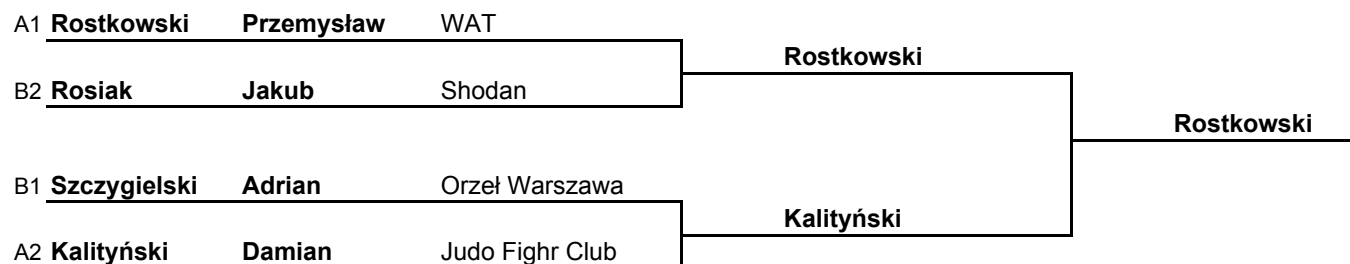 A1 Rostkowski Przemysław WAT
Rostkowski
B2 Rosiak Jakub Shodan
Rostkowski
B1 Szczygielski Adrian Orzeł Warszawa
Kalityński
A2 Kalityński Damian Judo Fighr Club